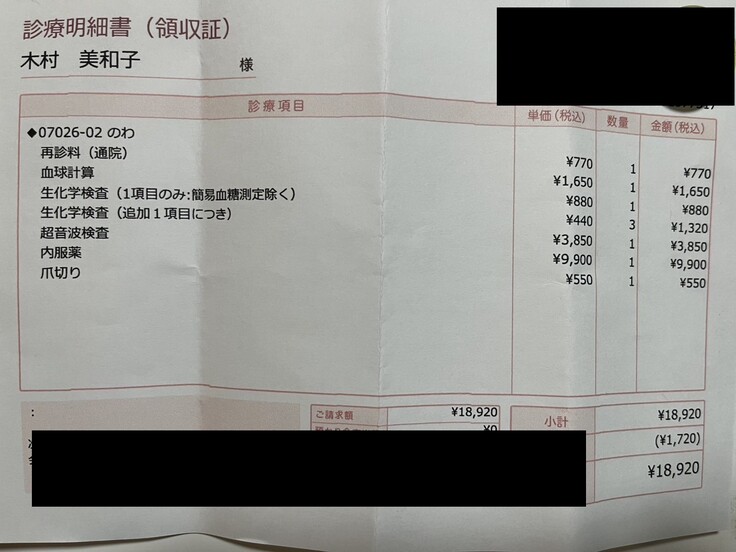 診療明細書（領収証）
木村 美和子 様
診療項目 単価(税込) 数量 金額(税込)
◆07026-02 のわ
再診料（通院） ¥770 1 ¥770
血球計算 ¥1,650 1 ¥1,650
生化学検査（1項目のみ:簡易血糖測定除く） ¥880 1 ¥880
生化学検査（追加１項目につき） ¥440 3 ¥1,320
超音波検査 ¥3,850 1 ¥3,850
内服薬 ¥9,900 1 ¥9,900
爪切り ¥550 1 ¥550
:
ご請求額 ¥18,920 小計 ¥18,920
¥0 (¥1,720)
¥18,920